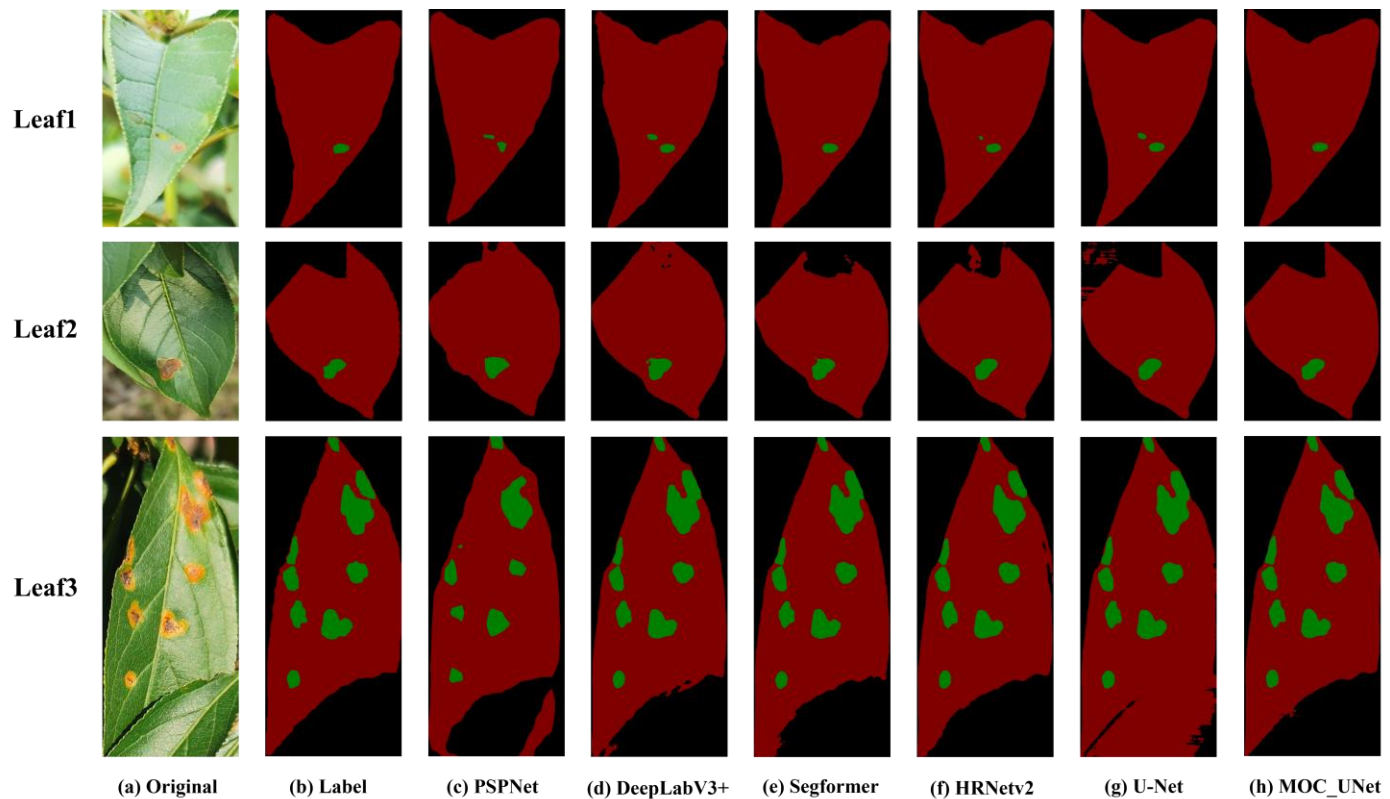 Leaf1
Leaf2
Leaf3
(a) Original (b) Label (c) PSPNet (d) DeepLabV3+ (e) Segformer (f) HRNetv2 (g) U-Net (h) MOC_UNet